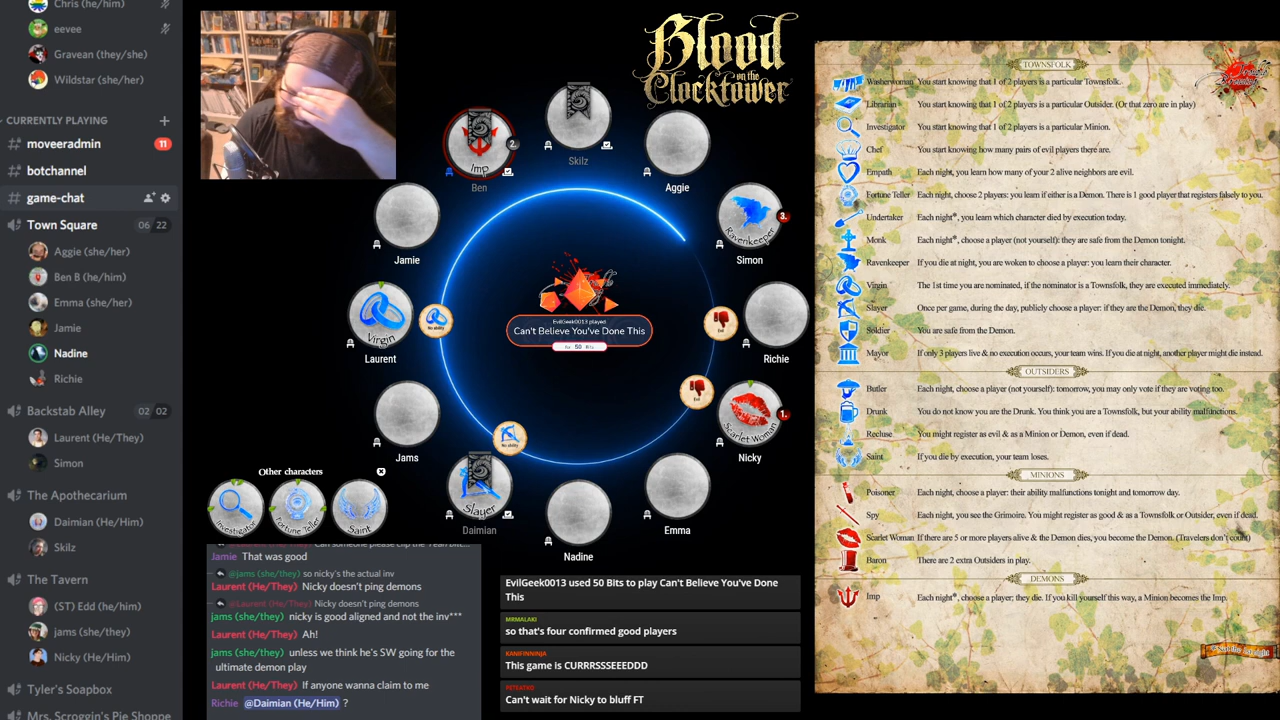 Chris (he/him)
eevee
Gravean (they/she)
Wildstar (she/her)
CURRENTLY PLAYING
# moveeradmin 11
# botchannel
# game-chat
Town Square 06 22
Aggie (she/her)
Ben B (he/him)
Emma (she/her)
Jamie
Nadine
Richie
Backstab Alley 02 02
Laurent (He/They)
Simon
The Apothecarium
Daimian (He/Him)
Skilz
The Tavern
(ST) Edd (he/him)
jams (she/they)
Nicky (He/Him)
Tyler's Soapbox
Mrs. Scroggin's Pie Shoppe
Blood
on the
Clocktower
Imp
2.
Ben
Skilz
Aggie
Ravenkeeper
3.
Simon
Evil
Richie
Evil
Scarlet Woman
1.
Nicky
Emma
Nadine
No ability
Slayer
Daimian
Jams
Virgin
No ability
Laurent
Jamie
EvilGeek0013 played
Can't Believe You've Done This
for 50 Bits
Other characters
Investigator
Fortune Teller
Saint
Jamie That was good
@jams (she/they) so nicky's the actual inv
Laurent (He/They) Nicky doesn't ping demons
@Laurent (He/They) Nicky doesn't ping demons
jams (she/they) nicky is good aligned and not the inv***
Laurent (He/They) Ah!
jams (she/they) unless we think he's SW going for the
ultimate demon play
Laurent (He/They) If anyone wanna claim to me
Richie @Daimian (He/Him) ?
EvilGeek0013 used 50 Bits to play Can't Believe You've Done
This
MRMALAKI
so that's four confirmed good players
KANIFINNINJA
This game is CURRRSSSEEEDDD
Can't wait for Nicky to bluff FT
TOWNSFOLK
Washerwoman You start knowing that 1 of 2 players is a particular Townsfolk.
Librarian You start knowing that 1 of 2 players is a particular Outsider. (Or that zero are in play)
Investigator You start knowing that 1 of 2 players is a particular Minion.
Chef You start knowing how many pairs of evil players there are.
Empath Each night, you learn how many of your 2 alive neighbors are evil.
Fortune Teller Each night, choose 2 players: you learn if either is a Demon. There is 1 good player that registers falsely to you.
Undertaker Each night*, you learn which character died by execution today.
Monk Each night*, choose a player (not yourself): they are safe from the Demon tonight.
Ravenkeeper If you die at night, you are woken to choose a player: you learn their character.
Virgin The 1st time you are nominated, if the nominator is a Townsfolk, they are executed immediately.
Slayer Once per game, during the day, publicly choose a player: if they are the Demon, they die.
Soldier You are safe from the Demon.
Mayor If only 3 players live & no execution occurs, your team wins. If you die at night, another player might die instead.
OUTSIDERS
Butler Each night, choose a player (not yourself): tomorrow, you may only vote if they are voting too.
Drunk You do not know you are the Drunk. You think you are a Townsfolk, but your ability malfunctions.
Recluse You might register as evil & as a Minion or Demon, even if dead.
Saint If you die by execution, your team loses.
MINIONS
Poisoner Each night, choose a player: their ability malfunctions tonight and tomorrow day.
Spy Each night, you see the Grimoire. You might register as good & as a Townsfolk or Outsider, even if dead.
Scarlet Woman If there are 5 or more players alive & the Demon dies, you become the Demon. (Travelers don't count)
Baron There are 2 extra Outsiders in play.
DEMONS
Imp Each night*, choose a player; they die. If you kill yourself this way, a Minion becomes the Imp.